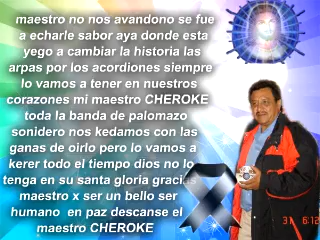 maestro no nos avandono se fue
a echarle sabor aya donde esta
yego a cambiar la historia las
arpas por los acordiones siempre
lo vamos a tener en nuestros
corazones mi maestro CHEROKE
toda la banda de palomazo
sonidero nos kedamos con las
ganas de oirlo pero lo vamos a
kerer todo el tiempo dios no lo
tenga en su santa gloria gracias
maestro x ser un bello ser
humano en paz descanse el
maestro CHEROKE
31 6:12